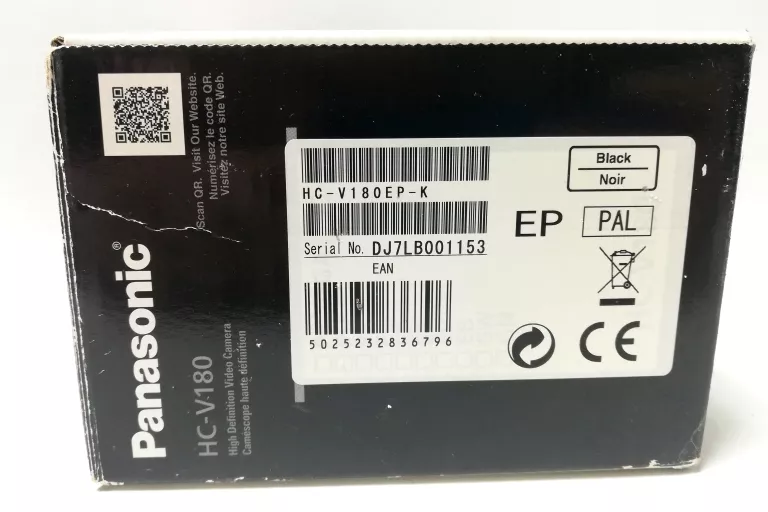 Scan QR. Visit Our Website.
Numérisez le code QR.
Visitez notre site Web.
Panasonic®
HC-V180
High Definition Video Camera
Caméscope haute définition
HC-V180EP-K
Serial No. DJ7LB001153
EAN
5025232836796
Black
Noir
EP
PAL
CE